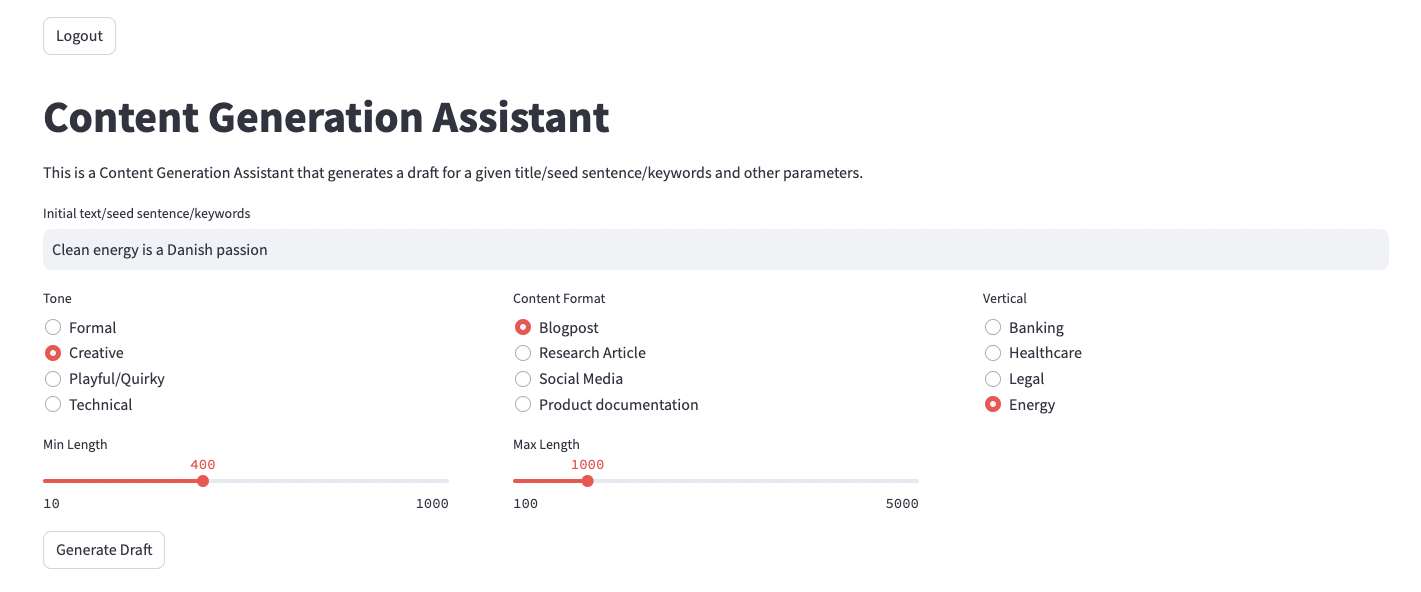 Logout
Content Generation Assistant
This is a Content Generation Assistant that generates a draft for a given title/seed sentence/keywords and other parameters.
Initial text/seed sentence/keywords
Clean energy is a Danish passion
Tone
Formal
Creative
Playful/Quirky
Technical
Content Format
Blogpost
Research Article
Social Media
Product documentation
Vertical
Banking
Healthcare
Legal
Energy
Min Length
400
10 1000
Max Length
1000
100 5000
Generate Draft